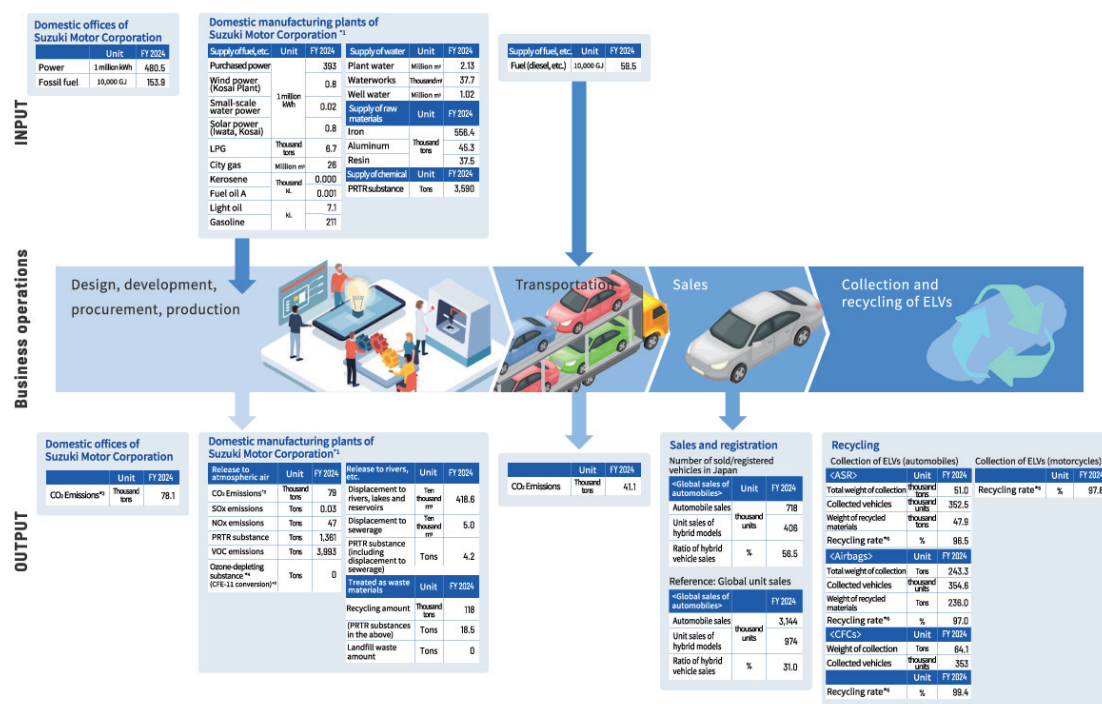 INPUT
Domestic offices of
Suzuki Motor Corporation
Unit FY 2024
Power 1 million kWh 480.5
Fossil fuel 10,000 GJ 153.9
Domestic manufacturing plants of
Suzuki Motor Corporation *1
Supply of fuel, etc. Unit FY 2024
Purchased power 1 million kWh 393
Wind power
(Kosai Plant) 0.8
Small-scale
water power 0.02
Solar power
(Iwata, Kosai) 0.8
LPG Thousand tons 6.7
City gas Million m³ 26
Kerosene Thousand kL 0.000
Fuel oil A 0.001
Light oil kL 7.1
Gasoline 211
Supply of water Unit FY 2024
Plant water Million m³ 2.13
Waterworks Thousand m³ 37.7
Well water Million m³ 1.02
Supply of raw
materials Unit FY 2024
Iron Thousand tons 556.4
Aluminum 45.3
Resin 37.5
Supply of chemical Unit FY 2024
PRTR substance Tons 3,590
Supply of fuel, etc. Unit FY 2024
Fuel (diesel, etc.) 10,000 GJ 59.5
Business operations
Design, development,
procurement, production
Transportation
Sales
Collection and
recycling of ELVs
OUTPUT
Domestic offices of
Suzuki Motor Corporation
Unit FY 2024
CO₂ Emissions*² Thousand tons 78.1
Domestic manufacturing plants of
Suzuki Motor Corporation*1
Release to
atmospheric air Unit FY 2024
CO₂ Emissions*³ Thousand tons 79
SOx emissions Tons 0.03
NOx emissions Tons 47
PRTR substance Tons 1,361
VOC emissions Tons 3,993
Ozone-depleting
substance *⁴
(CFE-11 conversion)*⁵ Tons 0
Release to rivers,
etc. Unit FY 2024
Displacement to
rivers, lakes and
reservoirs Ten thousand m³ 418.6
Displacement to
sewerage Ten thousand m³ 5.0
PRTR substance
(including
displacement to
sewerage) Tons 4.2
Treated as waste
materials Unit FY 2024
Recycling amount Thousand tons 118
(PRTR substances
in the above) Tons 18.5
Landfill waste
amount Tons 0
Unit FY 2024
CO₂ Emissions Thousand tons 41.1
Sales and registration
Number of sold/registered
vehicles in Japan
<Global sales of
automobiles> Unit FY 2024
Automobile sales thousand units 718
Unit sales of
hybrid models 406
Ratio of hybrid
vehicle sales % 56.5
Reference: Global unit sales
<Global sales of
automobiles> FY 2024
Automobile sales thousand units 3,144
Unit sales of
hybrid models 974
Ratio of hybrid
vehicle sales % 31.0
Recycling
Collection of ELVs (automobiles)
<ASR> Unit FY 2024
Total weight of collection thousand tons 51.0
Collected vehicles thousand units 352.5
Weight of recycled
materials thousand tons 47.9
Recycling rate*⁶ % 96.5
<Airbags> Unit FY 2024
Total weight of collection Tons 243.3
Collected vehicles thousand units 354.6
Weight of recycled
materials Tons 236.0
Recycling rate*⁶ % 97.0
<CFCs> Unit FY 2024
Weight of collection Tons 64.1
Collected vehicles thousand units 353
Unit FY 2024
Recycling rate*⁶ % 99.4
Collection of ELVs (motorcycles)
Unit FY 2024
Recycling rate*⁶ % 97.6